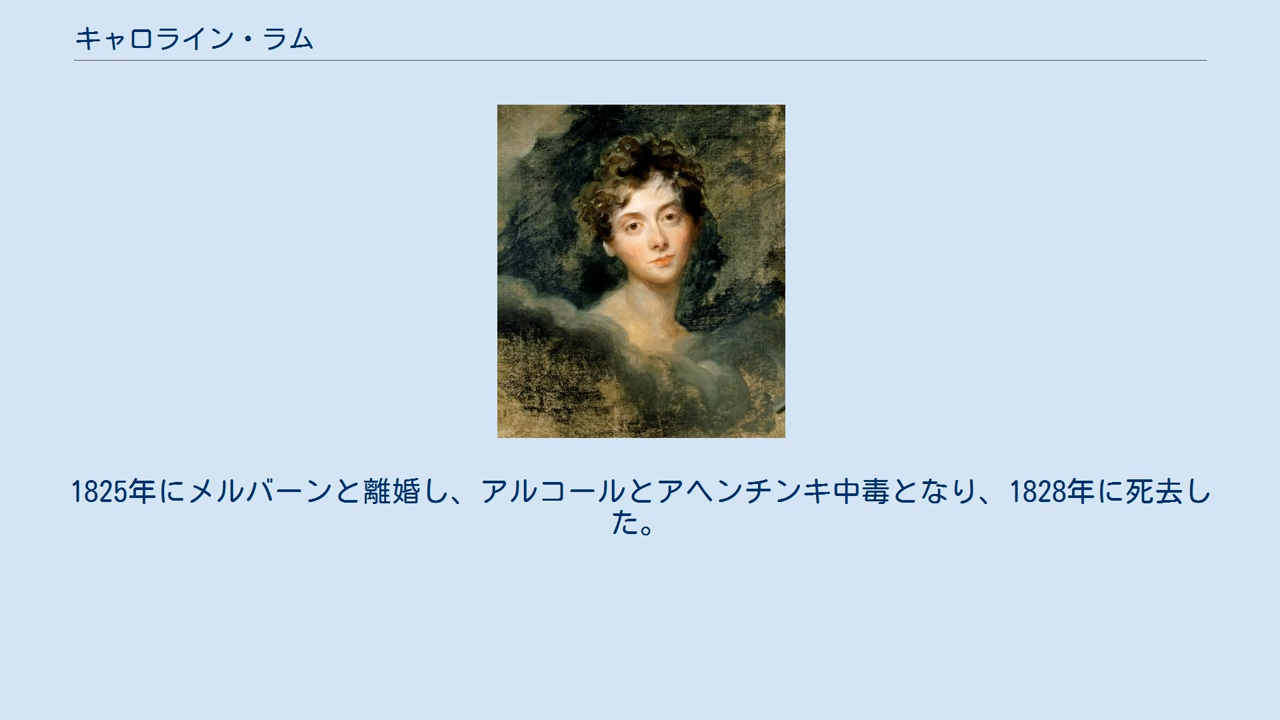 キャロライン・ラム
1825年にメルバーンと離婚し、アルコールとアヘンチンキ中毒となり、1828年に死去し
た。